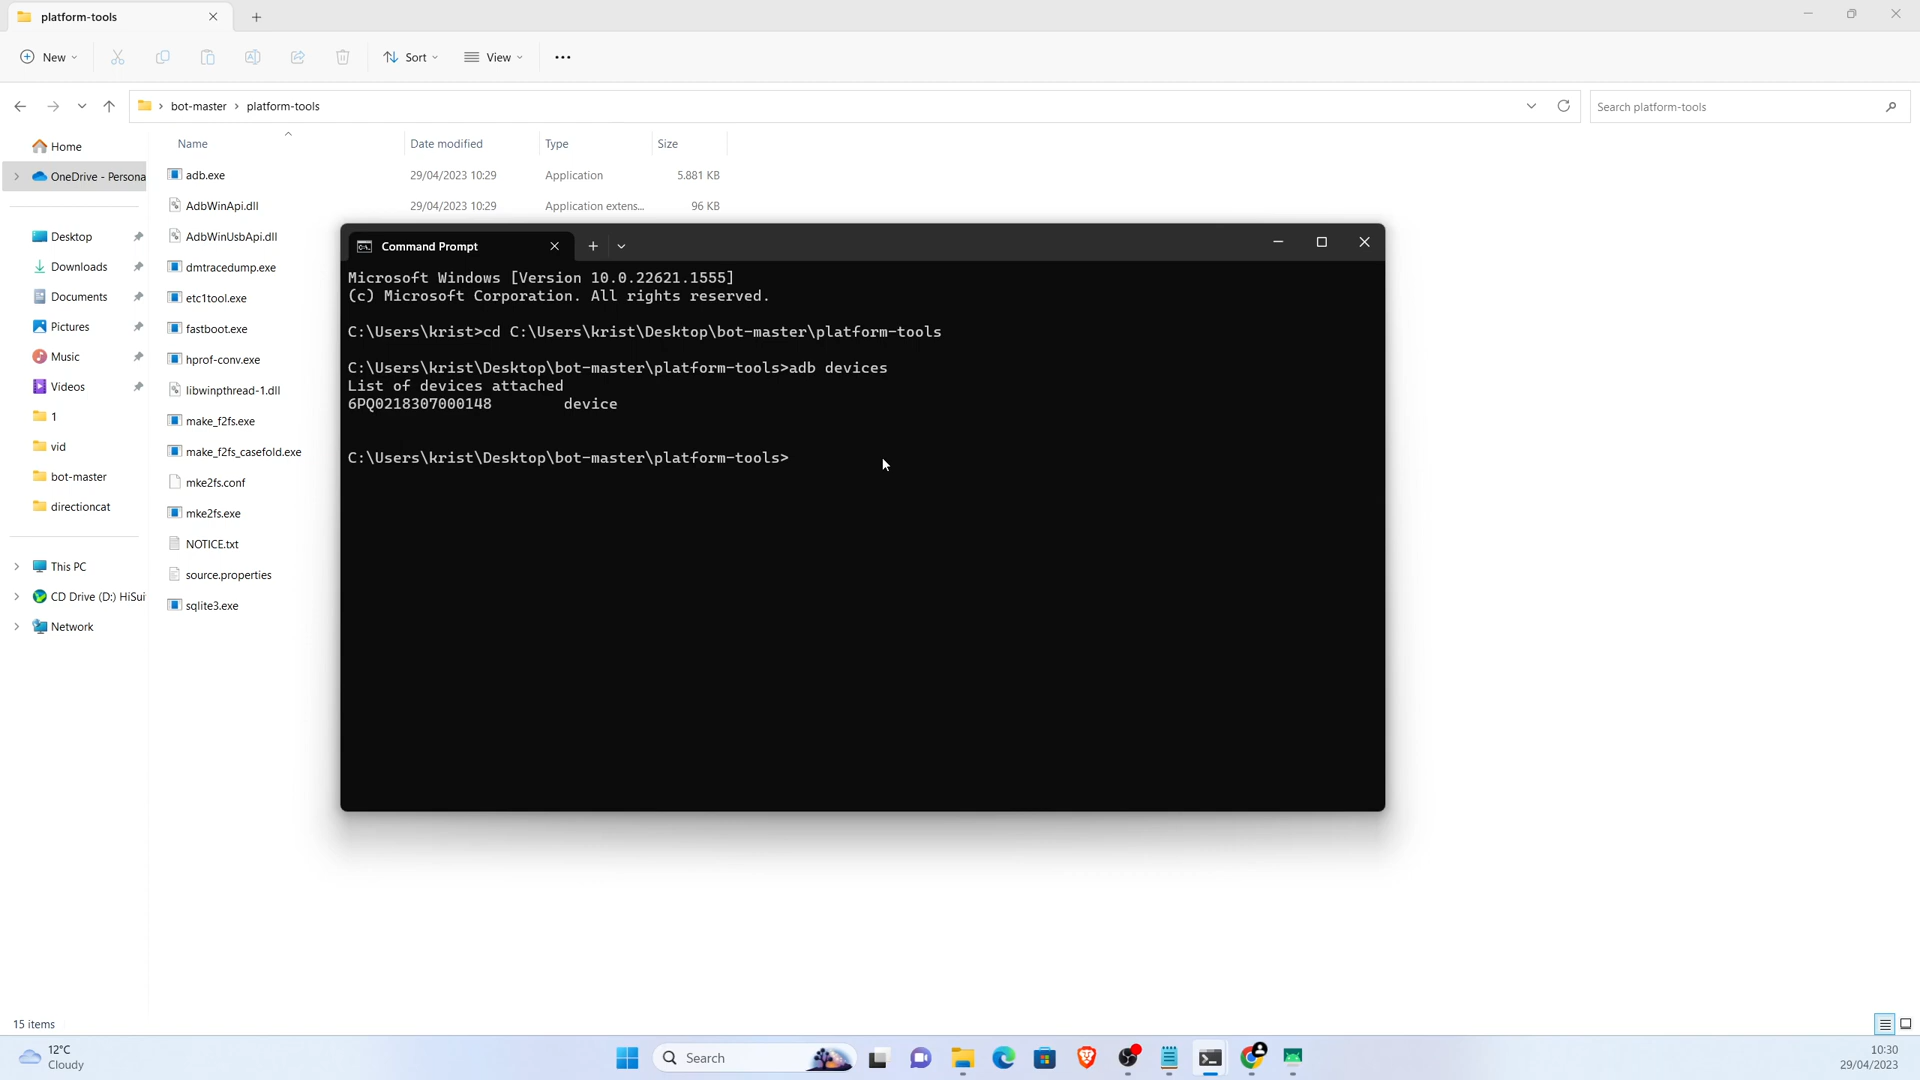 platform-tools
New
Sort
View
bot-master > platform-tools
Search platform-tools
Name Date modified Type Size
Home
OneDrive - Persona
Desktop
Downloads
Documents
Pictures
Music
Videos
1
vid
bot-master
directioncat
This PC
CD Drive (D:) HiSui
Network
adb.exe 29/04/2023 10:29 Application 5.881 KB
AdbWinApi.dll 29/04/2023 10:29 Application extens... 96 KB
AdbWinUsbApi.dll
dmtracedump.exe
etc1tool.exe
fastboot.exe
hprof-conv.exe
libwinpthread-1.dll
make_f2fs.exe
make_f2fs_casefold.exe
mke2fs.conf
mke2fs.exe
NOTICE.txt
source.properties
sqlite3.exe
Command Prompt
Microsoft Windows [Version 10.0.22621.1555]
(c) Microsoft Corporation. All rights reserved.
C:\Users\krist>cd C:\Users\krist\Desktop\bot-master\platform-tools
C:\Users\krist\Desktop\bot-master\platform-tools>adb devices
List of devices attached
6PQ0218307000148 device
C:\Users\krist\Desktop\bot-master\platform-tools>
15 items
12°C
Cloudy
Search
10:30
29/04/2023